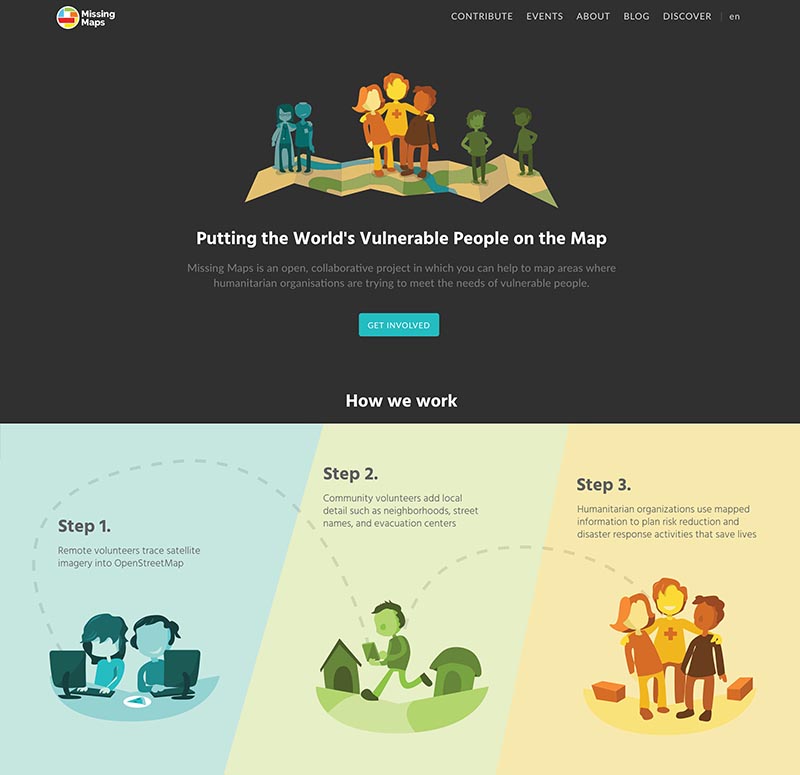 Missing
Maps
CONTRIBUTE EVENTS ABOUT BLOG DISCOVER | en
Putting the World's Vulnerable People on the Map
Missing Maps is an open, collaborative project in which you can help to map areas where
humanitarian organisations are trying to meet the needs of vulnerable people.
GET INVOLVED
How we work
Step 1.
Remote volunteers trace satellite
imagery into OpenStreetMap
Step 2.
Community volunteers add local
detail such as neighborhoods, street
names, and evacuation centers
Step 3.
Humanitarian organizations use mapped
information to plan risk reduction and
disaster response activities that save lives